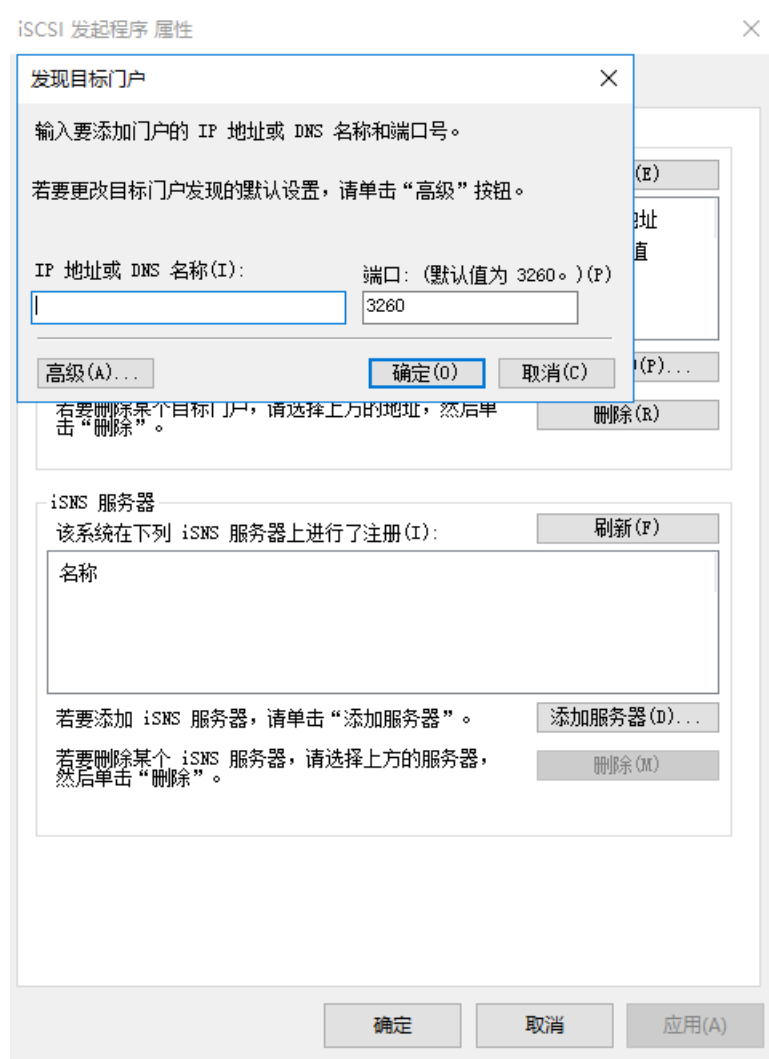 iSCSI 发起程序 属性
发现目标门户
输入要添加门户的 IP 地址或 DNS 名称和端口号。
(E)
若要更改目标门户发现的默认设置，请单击“高级”按钮。
地址
值
IP 地址或 DNS 名称(I):
端口: (默认值为 3260。)(P)
3260
高级(A)...
确定(O)
取消(C)
(P)...
若要删除某个目标门户，请选择上方的地址，然后单
击“删除”。
删除(R)
iSNS 服务器
该系统在下列 iSNS 服务器上进行了注册(I):
刷新(F)
名称
若要添加 iSNS 服务器，请单击“添加服务器”。
添加服务器(D)...
若要删除某个 iSNS 服务器，请选择上方的服务器，
然后单击“删除”。
删除(M)
确定
取消
应用(A)